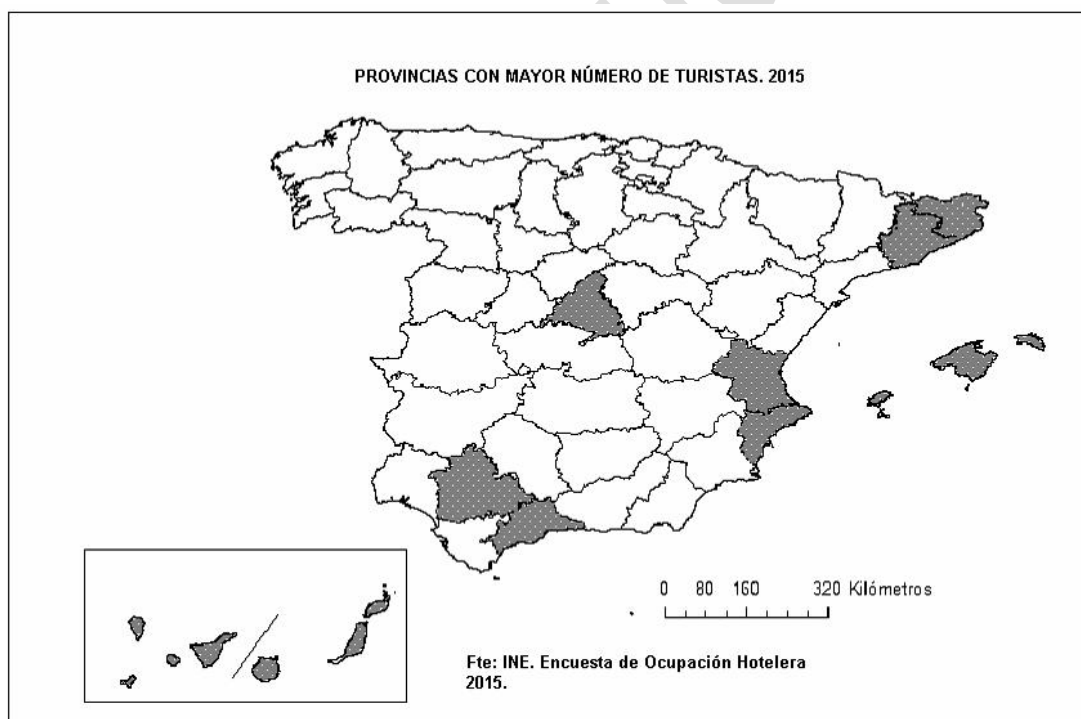 PROVINCIAS CON MAYOR NÚMERO DE TURISTAS. 2015
0 80 160 320 Kilómetros
Fte: INE. Encuesta de Ocupación Hotelera
2015.